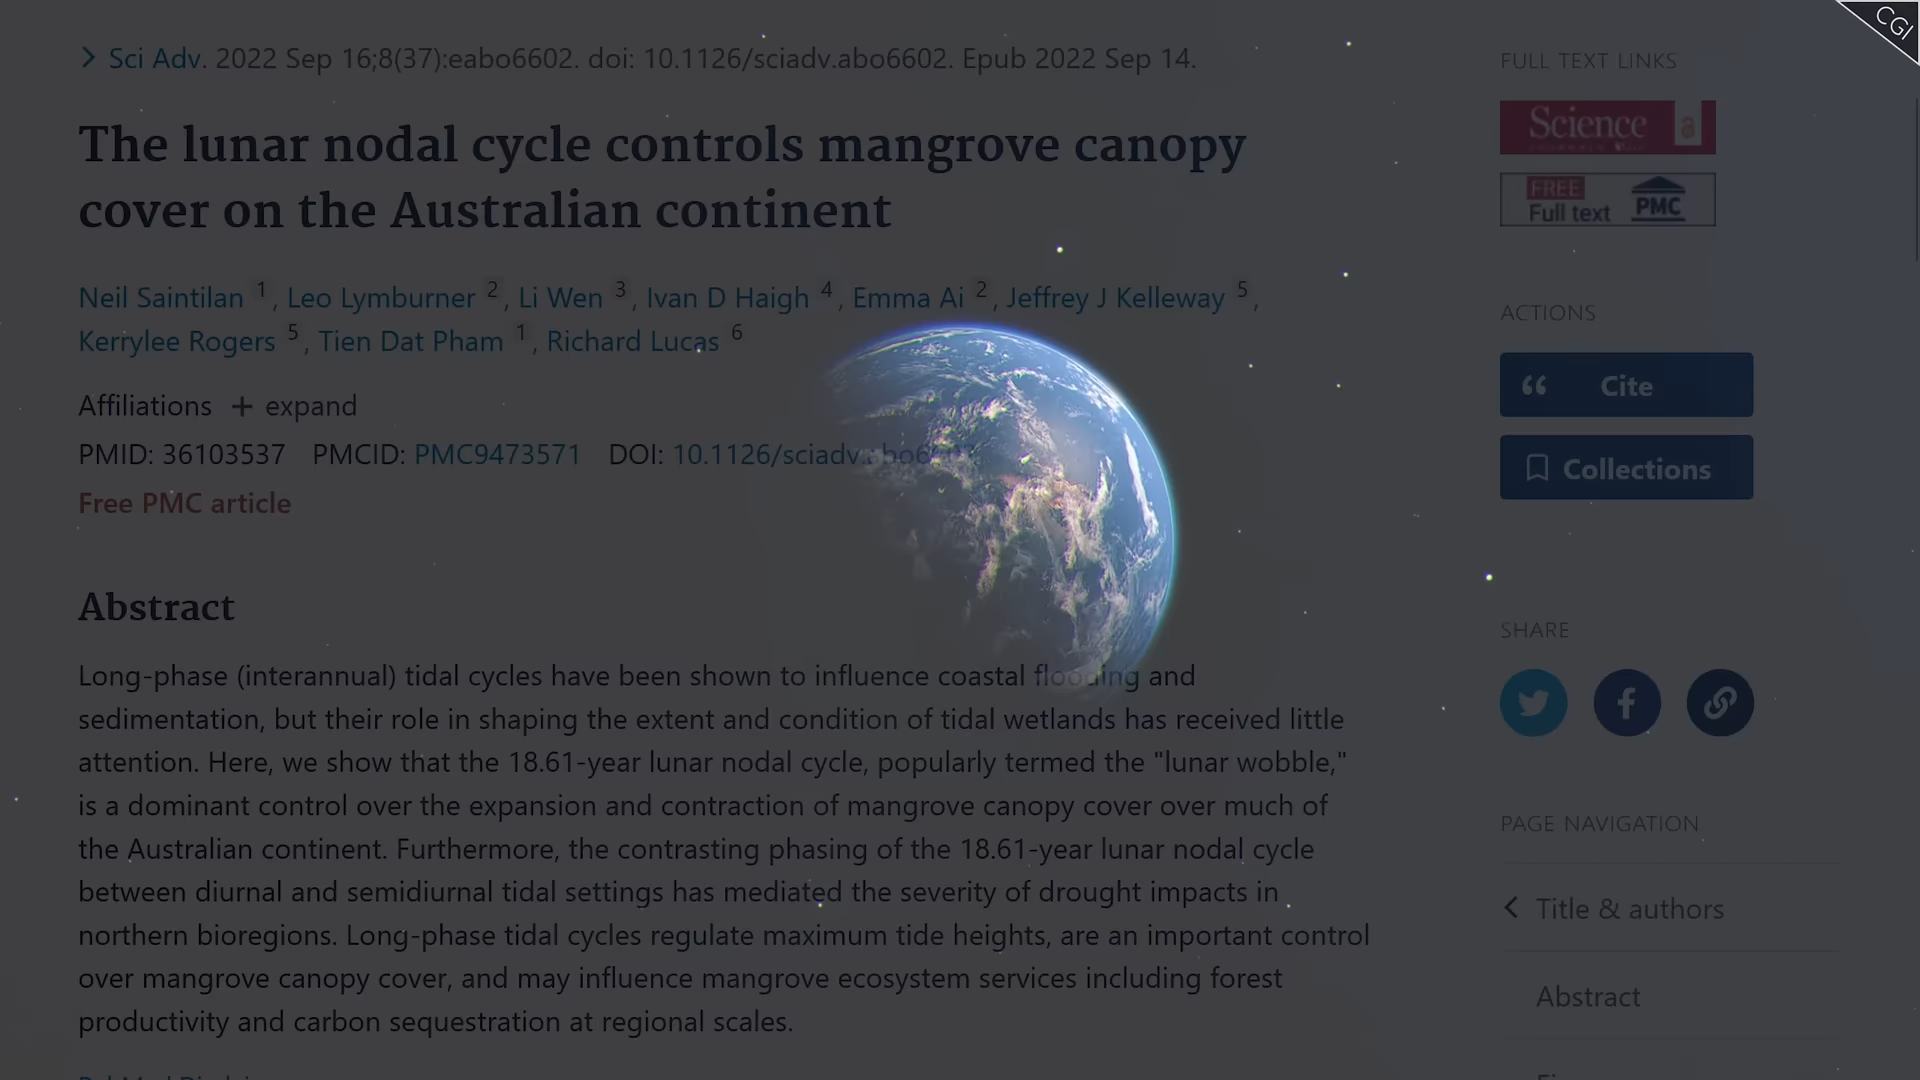 CGI
Sci Adv. 2022 Sep 16;8(37):eabo6602. doi: 10.1126/sciadv.abo6602. Epub 2022 Sep 14.
The lunar nodal cycle controls mangrove canopy
cover on the Australian continent
Neil Saintilan 1, Leo Lymburner 2, Li Wen 3, Ivan D Haigh 4, Emma Ai 2, Jeffrey J Kelleway 5,
Kerrylee Rogers 5, Tien Dat Pham 1, Richard Lucas 6
Affiliations + expand
PMID: 36103537 PMCID: PMC9473571 DOI: 10.1126/sciadv.abo6
Free PMC article
Abstract
Long-phase (interannual) tidal cycles have been shown to influence coastal flooding and
sedimentation, but their role in shaping the extent and condition of tidal wetlands has received little
attention. Here, we show that the 18.61-year lunar nodal cycle, popularly termed the "lunar wobble,"
is a dominant control over the expansion and contraction of mangrove canopy cover over much of
the Australian continent. Furthermore, the contrasting phasing of the 18.61-year lunar nodal cycle
between diurnal and semidiurnal tidal settings has mediated the severity of drought impacts in
northern bioregions. Long-phase tidal cycles regulate maximum tide heights, are an important control
over mangrove canopy cover, and may influence mangrove ecosystem services including forest
productivity and carbon sequestration at regional scales.
FULL TEXT LINKS
Science
a
FREE
Full text PMC
ACTIONS
Cite
Collections
SHARE
PAGE NAVIGATION
Title & authors
Abstract